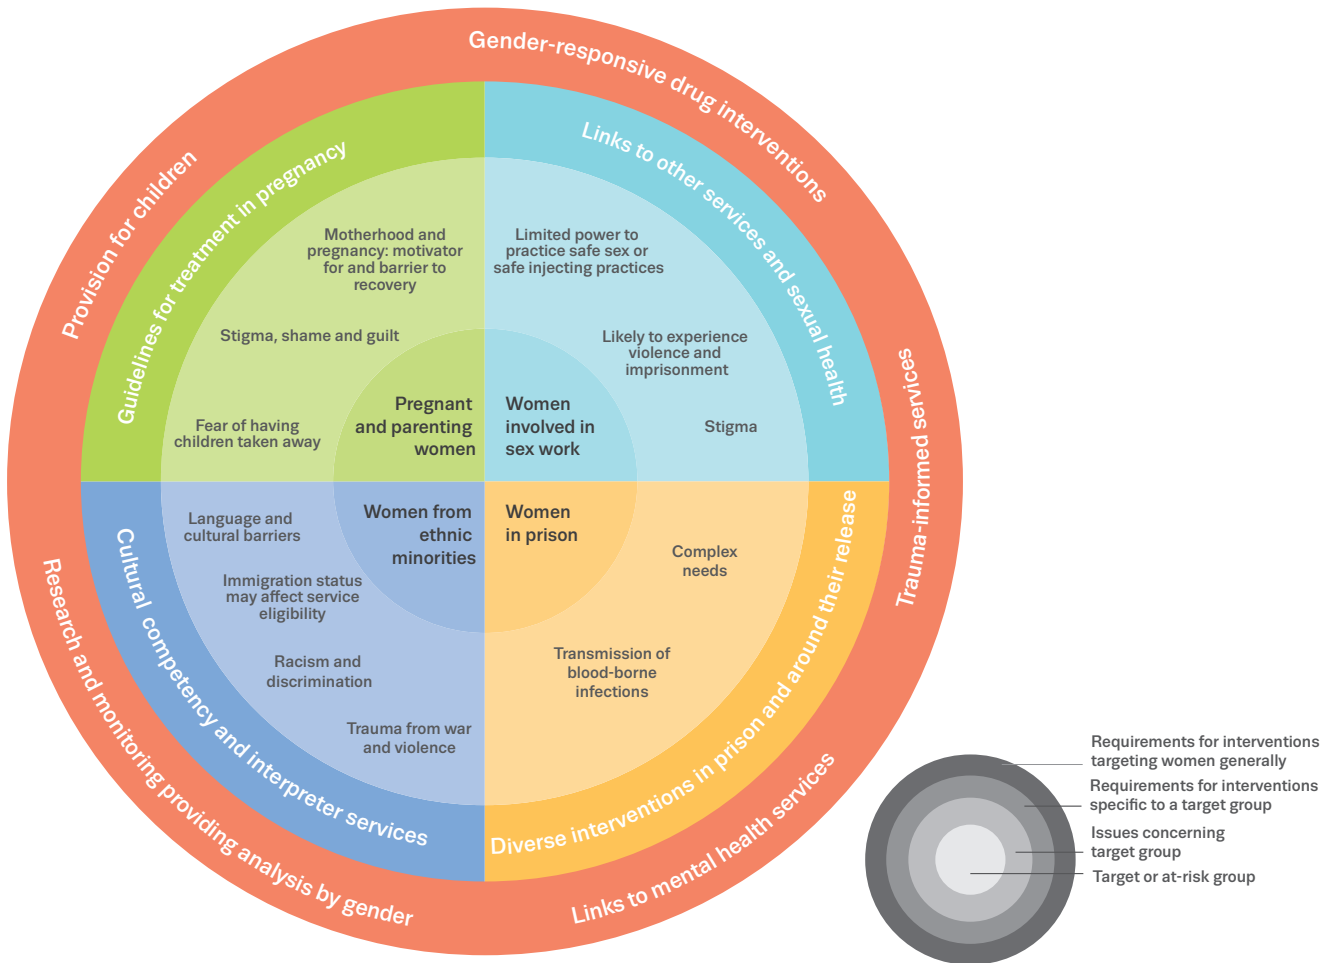 Gender-responsive drug interventions
Provision for children
Trauma-informed services
Research and monitoring providing analysis by gender
Links to mental health services
Guidelines for treatment in pregnancy
Motherhood and
pregnancy: motivator
for and barrier to
recovery
Stigma, shame and guilt
Fear of having
children taken away
Pregnant
and parenting
women
Links to other services and sexual health
Limited power to
practice safe sex or
safe injecting practices
Likely to experience
violence and
imprisonment
Stigma
Women
involved in
sex work
Cultural competency and interpreter services
Women from
ethnic
minorities
Language and
cultural barriers
Immigration status
may affect service
eligibility
Racism and
discrimination
Trauma from war
and violence
Diverse interventions in prison and around their release
Women
in prison
Complex
needs
Transmission of
blood-borne
infections
Requirements for interventions
targeting women generally
Requirements for interventions
specific to a target group
Issues concerning
target group
Target or at-risk group